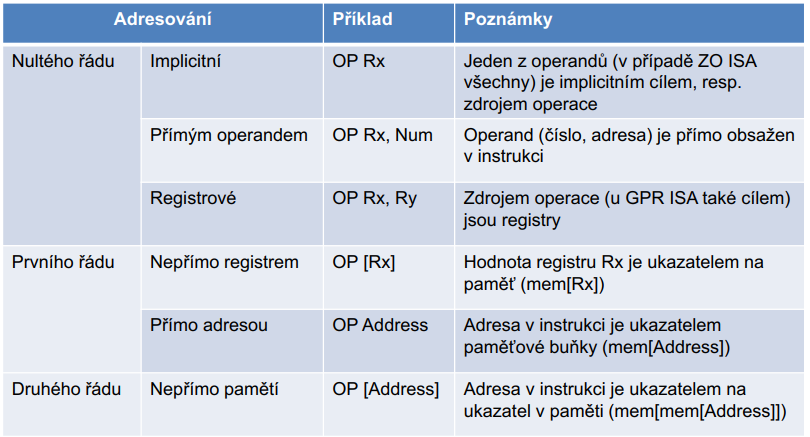 Adresování Příklad Poznámky
Nultého řádu Implicitní OP Rx Jeden z operandů (v případě ZO ISA
všechny) je implicitním cílem, resp.
zdrojem operace
Přímým operandem OP Rx, Num Operand (číslo, adresa) je přímo obsažen
v instrukci
Registrové OP Rx, Ry Zdrojem operace (u GPR ISA také cílem)
jsou registry
Prvního řádu Nepřímo registrem OP [Rx] Hodnota registru Rx je ukazatelem na
paměť (mem[Rx])
Přímo adresou OP Address Adresa v instrukci je ukazatelem
paměťové buňky (mem[Address])
Druhého řádu Nepřímo pamětí OP [Address] Adresa v instrukci je ukazatelem na
ukazatel v paměti (mem[mem[Address]])